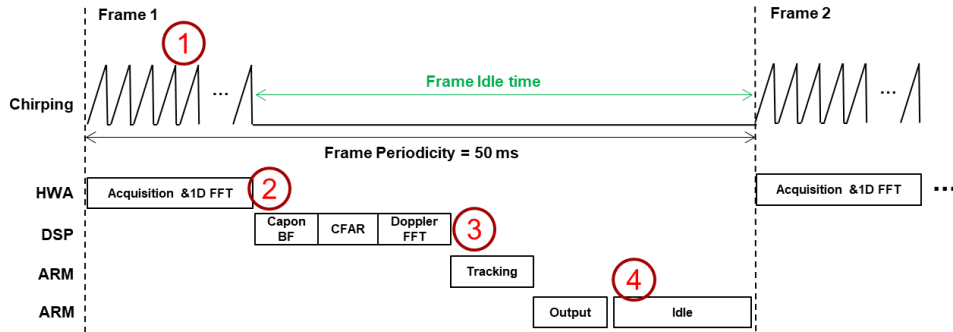 Frame 1
Frame 2
1
...
...
Frame Idle time
Chirping
Frame Periodicity = 50 ms
HWA
Acquisition &1D FFT
2
Acquisition &1D FFT
...
DSP
Capon
BF
CFAR
Doppler
FFT
3
ARM
Tracking
4
ARM
Output
Idle